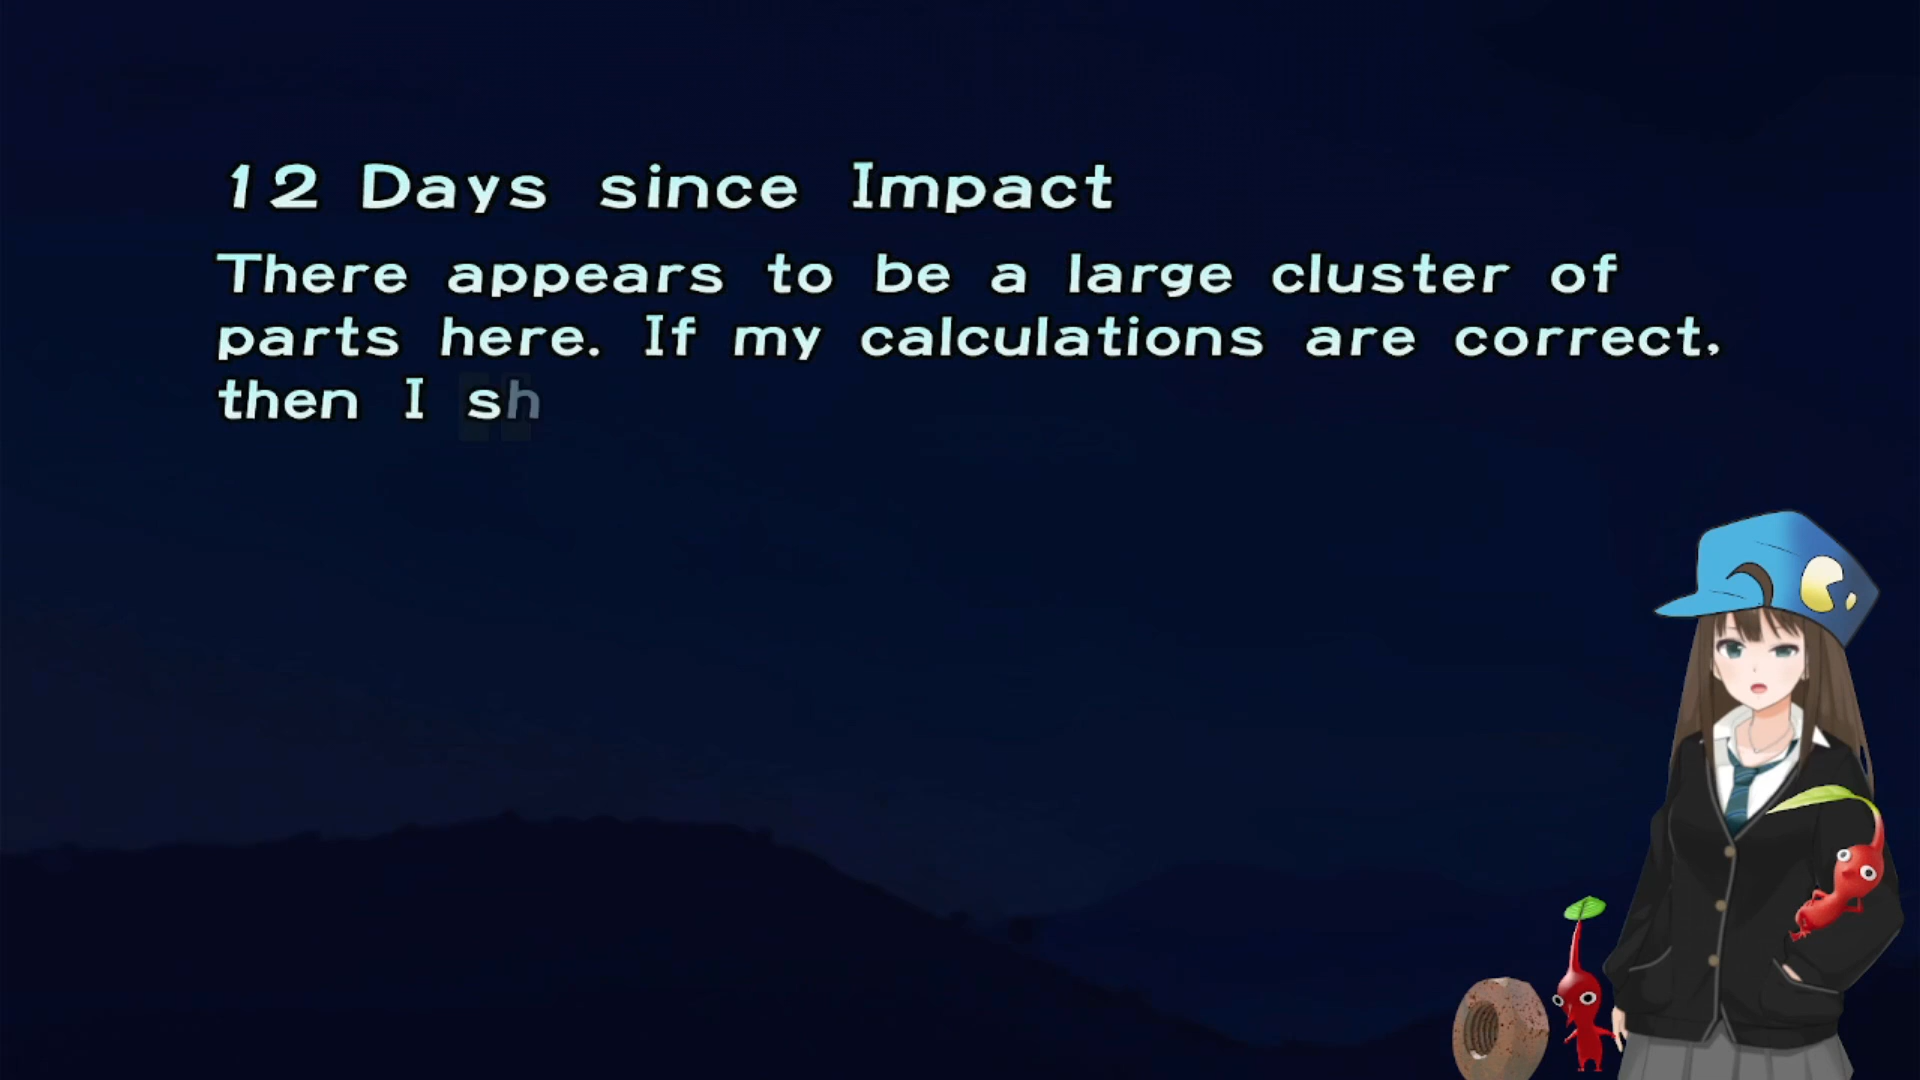 12 Days since Impact
There appears to be a large cluster of
parts here. If my calculations are correct,
then I sh